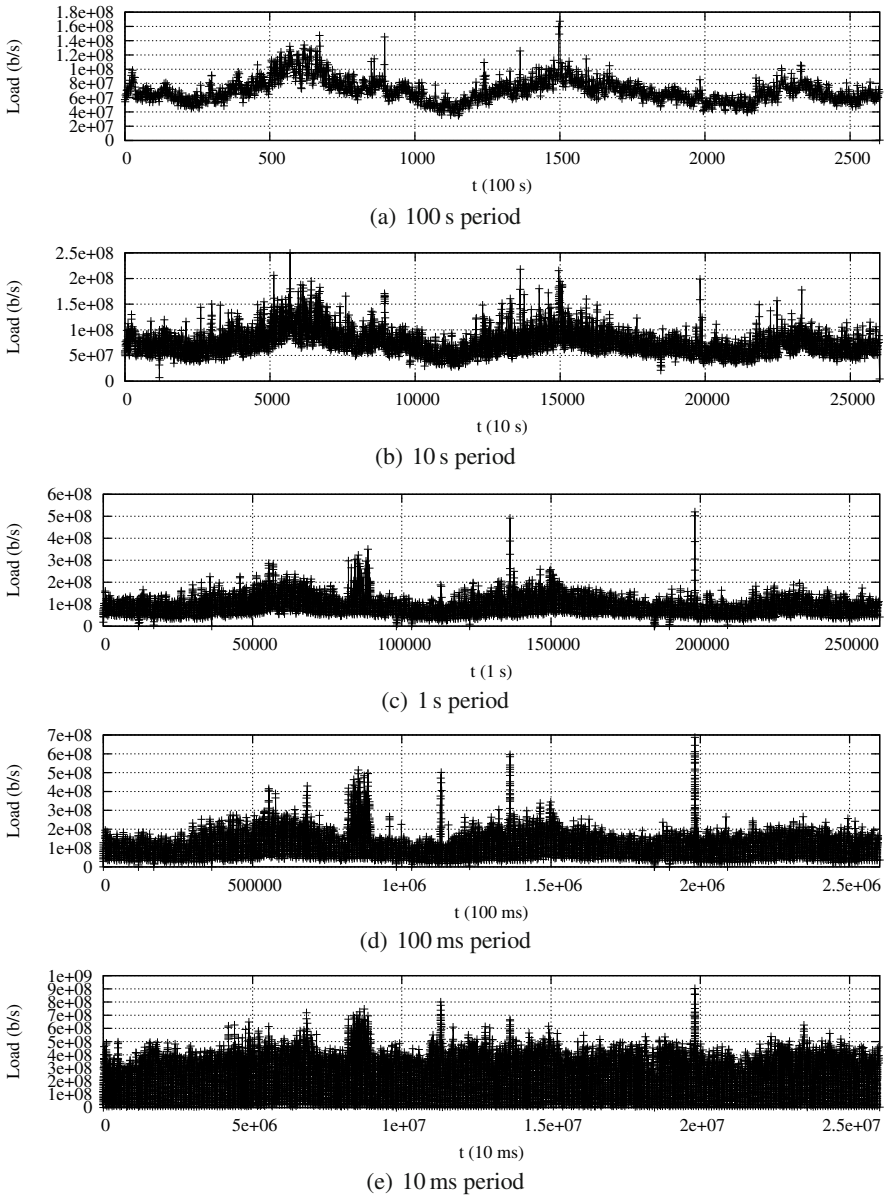 1.8e+08
1.6e+08
1.4e+08
1.2e+08
1e+08
8e+07
6e+07
4e+07
2e+07
0
Load (b/s)
0 500 1000 1500 2000 2500
t (100 s)
(a) 100 s period
2.5e+08
2e+08
1.5e+08
1e+08
5e+07
0
Load (b/s)
0 5000 10000 15000 20000 25000
t (10 s)
(b) 10 s period
6e+08
5e+08
4e+08
3e+08
2e+08
1e+08
0
Load (b/s)
0 50000 100000 150000 200000 250000
t (1 s)
(c) 1 s period
7e+08
6e+08
5e+08
4e+08
3e+08
2e+08
1e+08
0
Load (b/s)
0 500000 1e+06 1.5e+06 2e+06 2.5e+06
t (100 ms)
(d) 100 ms period
1e+09
9e+08
8e+08
7e+08
6e+08
5e+08
4e+08
3e+08
2e+08
1e+08
0
Load (b/s)
0 5e+06 1e+07 1.5e+07 2e+07 2.5e+07
t (10 ms)
(e) 10 ms period